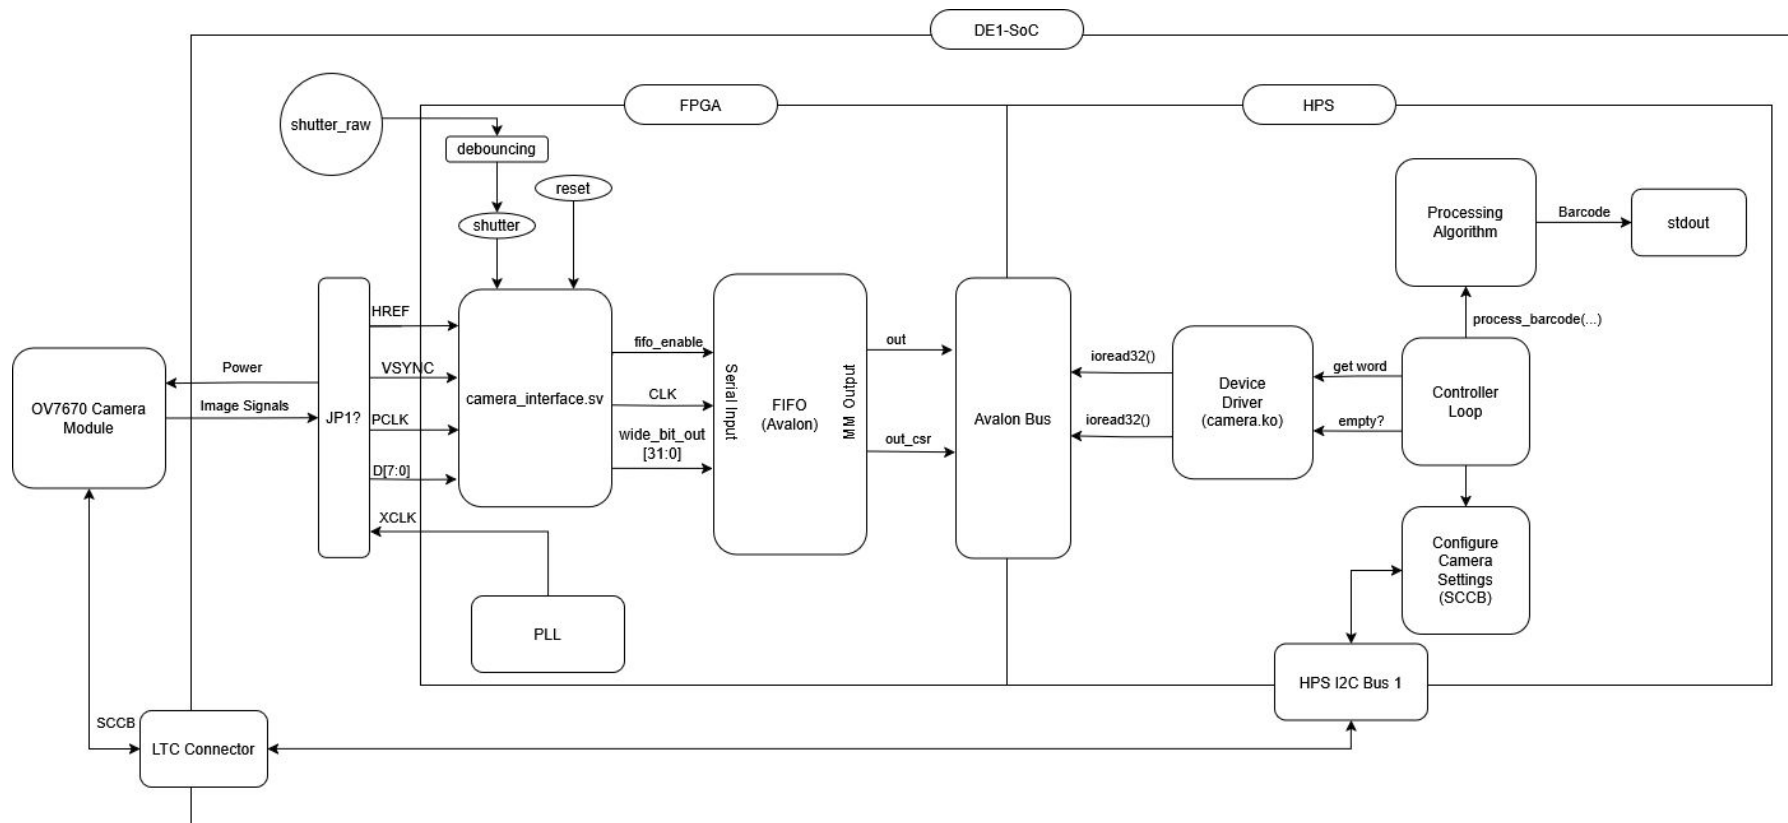 DE1-SoC
FPGA
HPS
shutter_raw
debouncing
reset
shutter
Processing
Algorithm
Barcode
stdout
process_barcode(...)
HREF
VSYNC
PCLK
D[7:0]
XCLK
JP1?
Power
Image Signals
OV7670 Camera
Module
camera_interface.sv
fifo_enable
CLK
wide_bit_out
[31:0]
Serial Input
FIFO
(Avalon)
MM Output
out
out_csr
Avalon Bus
ioread32()
ioread32()
Device
Driver
(camera.ko)
get word
empty?
Controller
Loop
Configure
Camera
Settings
(SCCB)
PLL
HPS I2C Bus 1
SCCB
LTC Connector